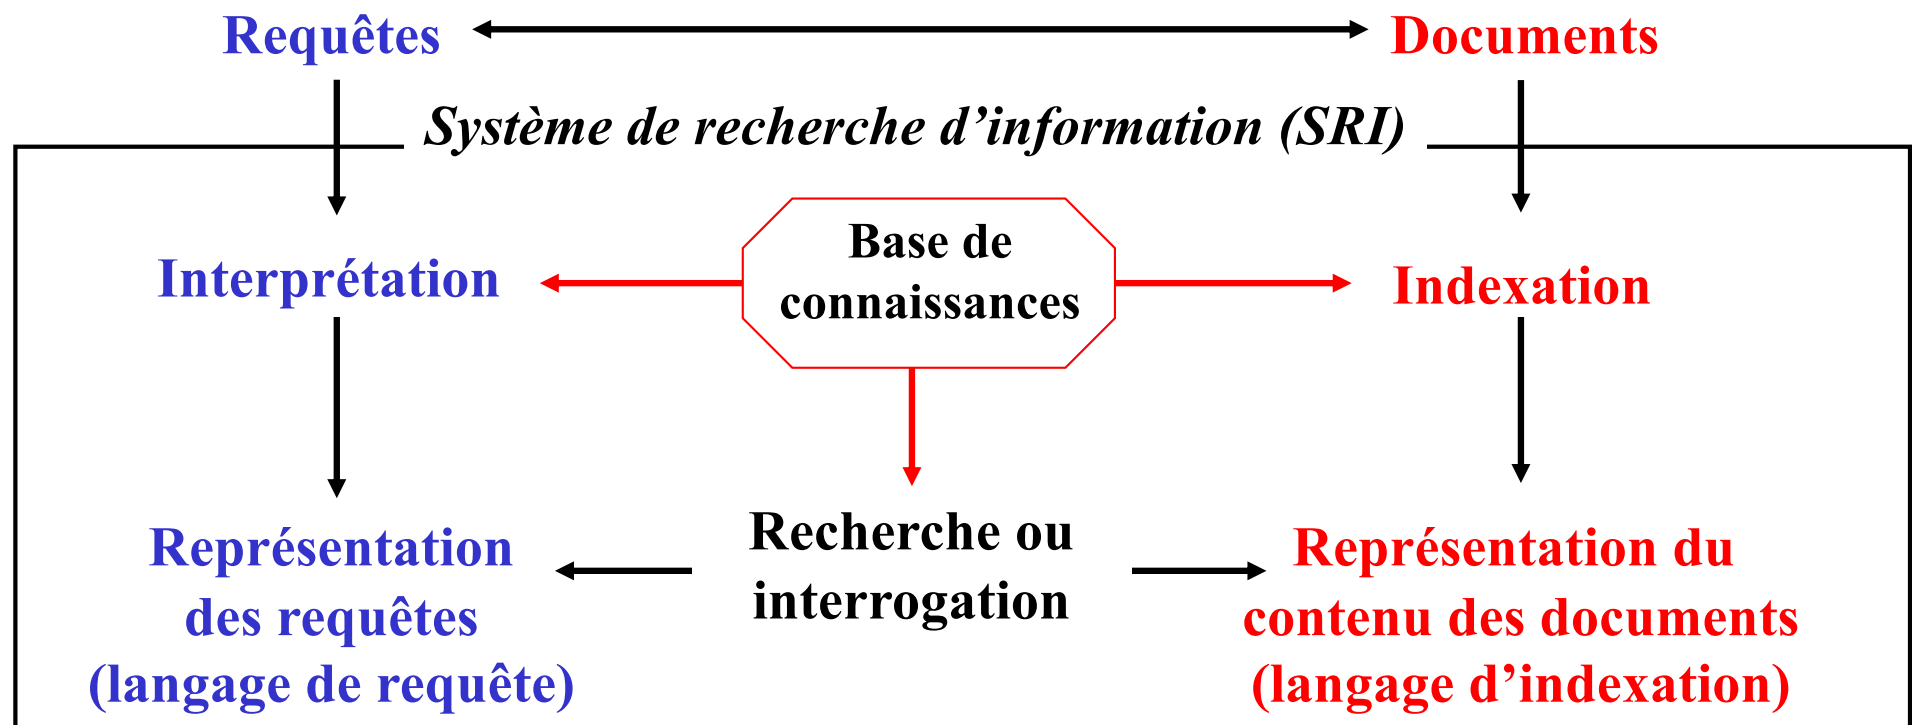 Requêtes
Documents
Système de recherche d’information (SRI)
Base de
connaissances
Interprétation
Indexation
Recherche ou
interrogation
Représentation
des requêtes
(langage de requête)
Représentation du
contenu des documents
(langage d’indexation)